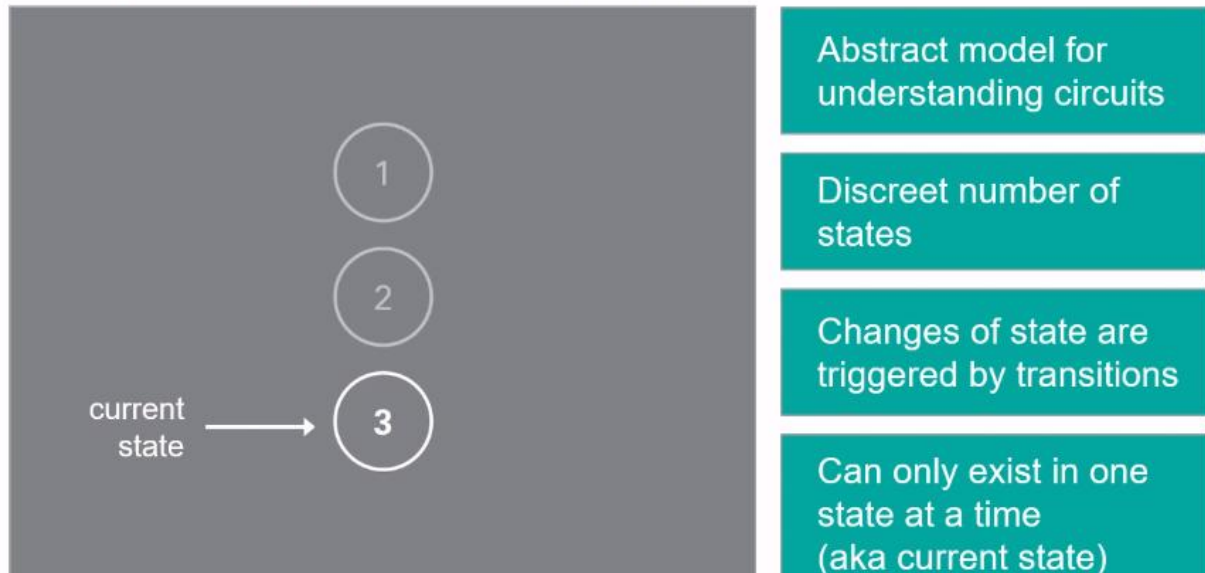 1
2
current
state
3
Abstract model for
understanding circuits
Discreet number of
states
Changes of state are
triggered by transitions
Can only exist in one
state at a time
(aka current state)